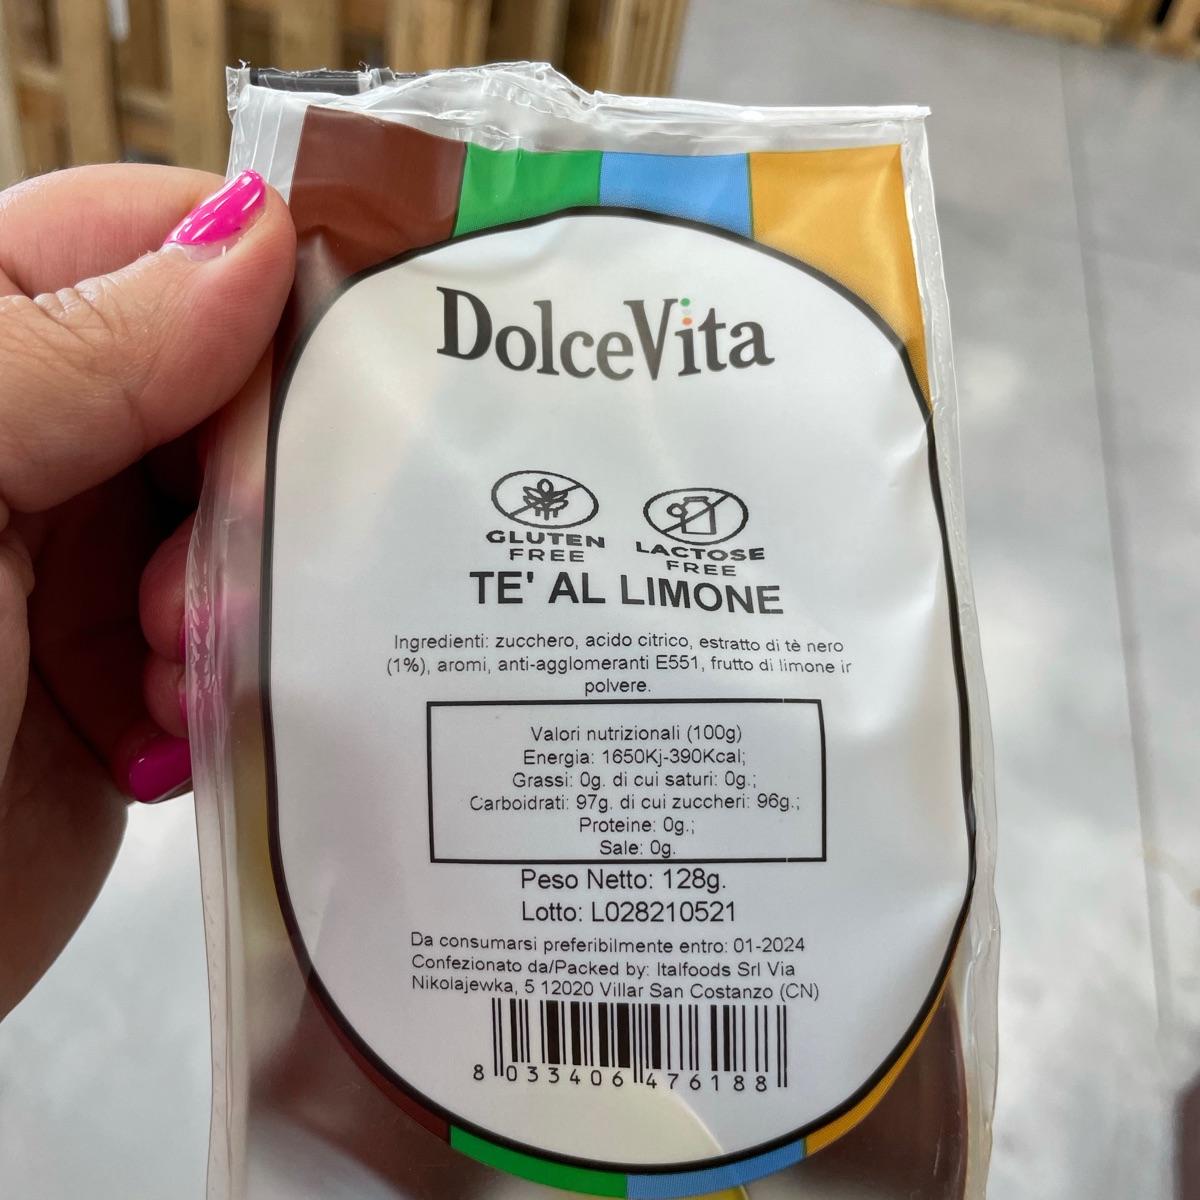 DolceVita
GLUTEN
FREE
LACTOSE
FREE
TE' AL LIMONE
Ingredienti: zucchero, acido citrico, estratto di tè nero
(1%), aromi, anti-agglomeranti E551, frutto di limone ir
polvere.
Valori nutrizionali (100g)
Energia: 1650Kj-390Kcal;
Grassi: 0g. di cui saturi: 0g.;
Carboidrati: 97g. di cui zuccheri: 96g.;
Proteine: 0g.;
Sale: 0g.
Peso Netto: 128g.
Lotto: L028210521
Da consumarsi preferibilmente entro: 01-2024
Confezionato da/Packed by: Italfoods Srl Via
Nikolajewka, 5 12020 Villar San Costanzo (CN)
8 033406 476188